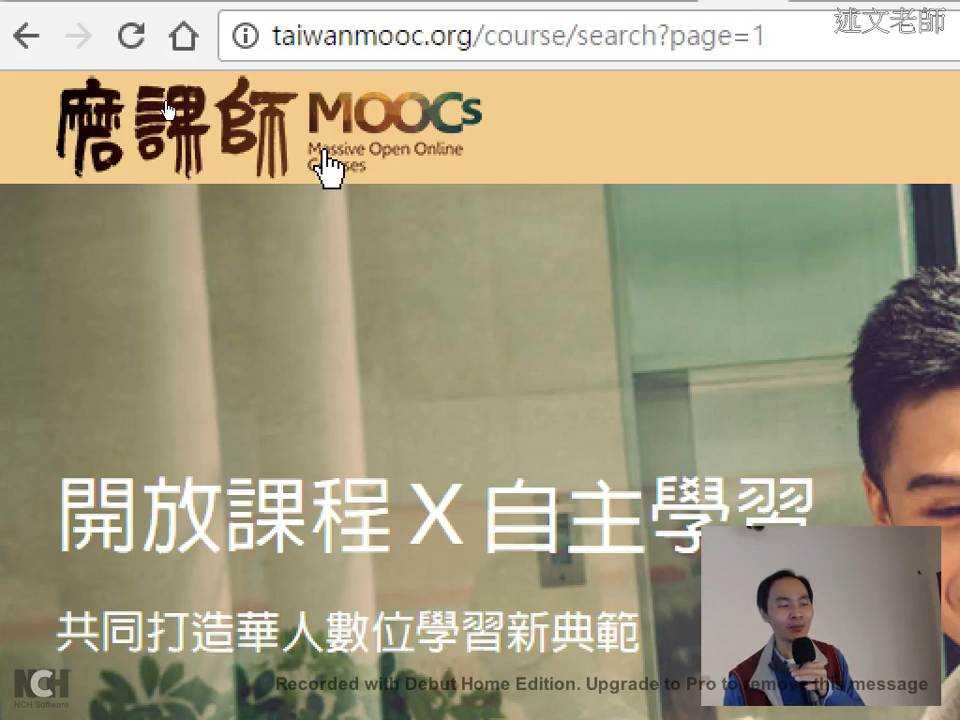 taiwanmooc.org/course/search?page=1
述文老師
磨課師 MOOCs
Massive Open Online
Courses
開放課程 X 自主學習
共同打造華人數位學習新典範
NCH
NCH Software
Recorded with Debut Home Edition. Upgrade to Pro to remove this message